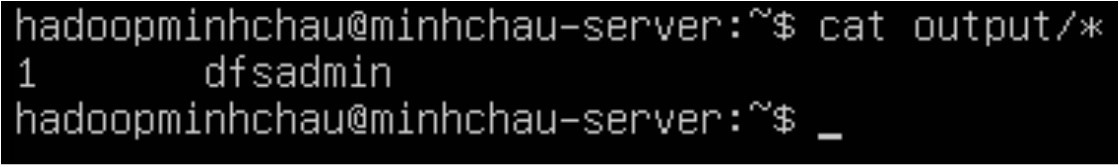 hadoopminhchau@minhchau-server:~$ cat output/*
1       dfsadmin
hadoopminhchau@minhchau-server:~$ _